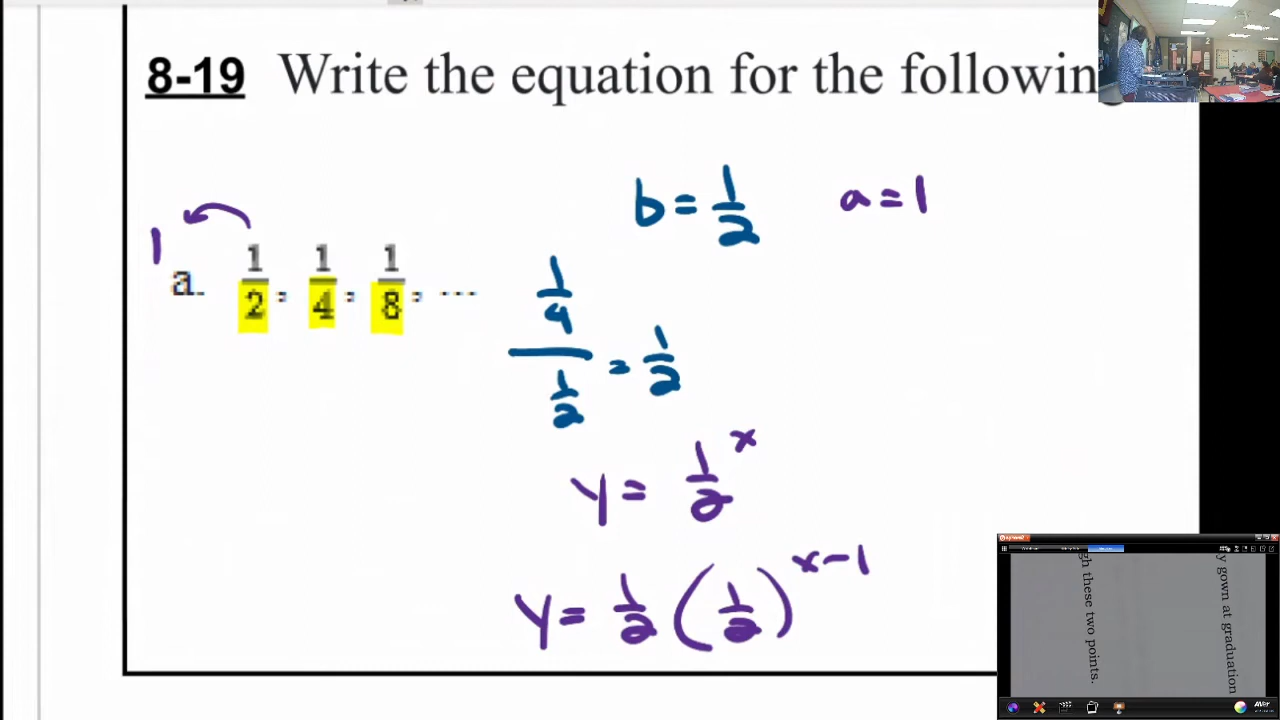 8-19 Write the equation for the followin
b = 1/2 a = 1
1
a. 1/2, 1/4, 1/8, ...
(1/4)/(1/2) = 1/2
y = 1/2^x
y = 1/2 (1/2)^(x-1)
gh these two points.
y gown at graduation